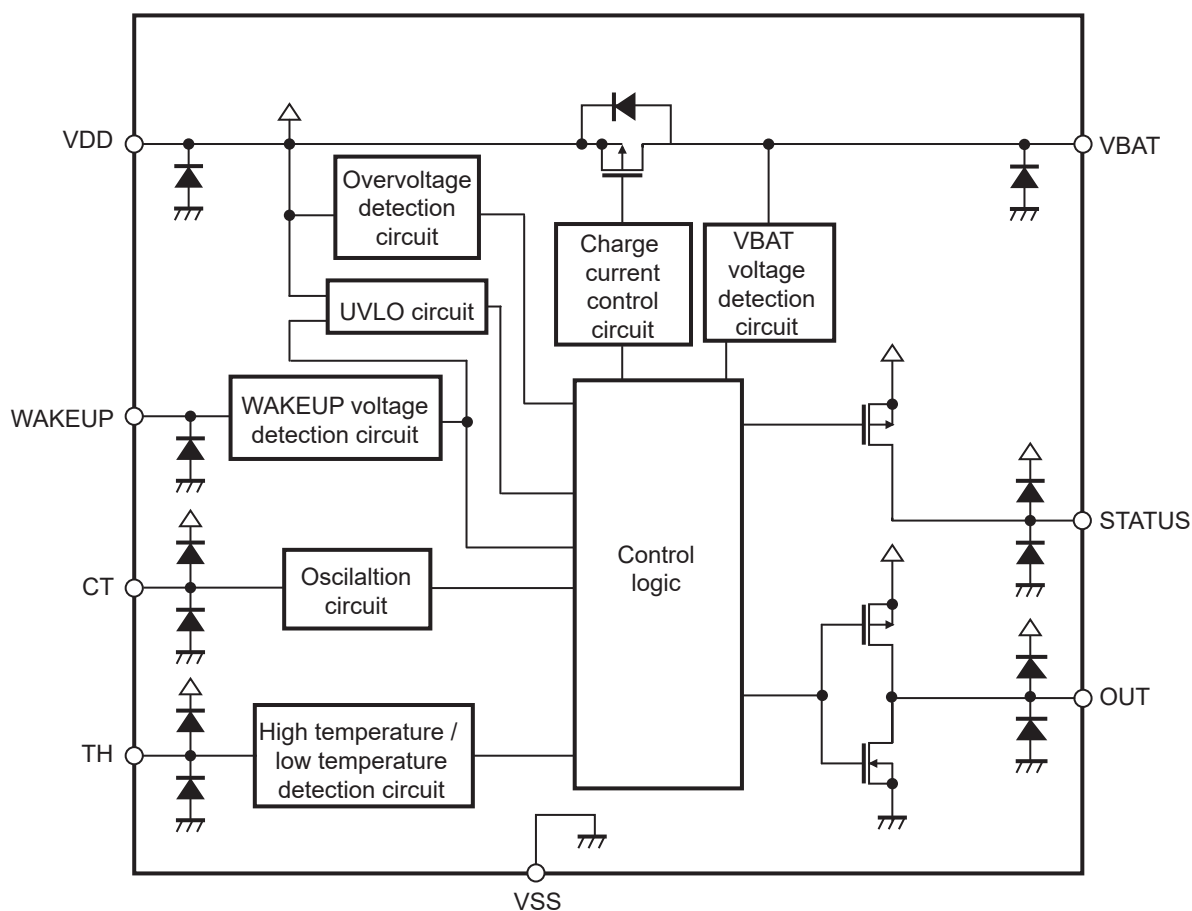 VDD
VBAT
Overvoltage
detection
circuit
Charge
current
control
circuit
VBAT
voltage
detection
circuit
UVLO circuit
WAKEUP
WAKEUP voltage
detection circuit
STATUS
CT
Oscilaltion
circuit
Control
logic
TH
High temperature /
low temperature
detection circuit
OUT
VSS